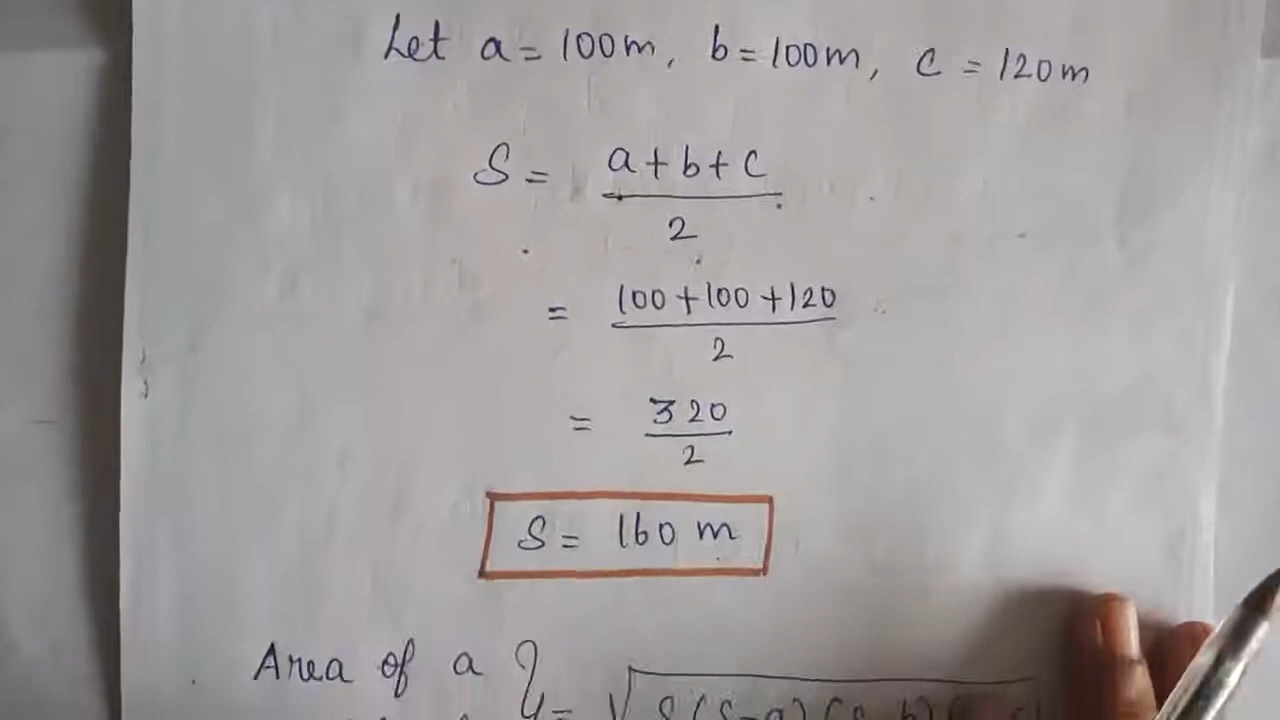 Let a = 100m, b = 100m, c = 120m
S = a+b+c
2
= 100+100+120
2
= 320
2
S = 160 m
Area of a } = √S(S-a)(S-b)